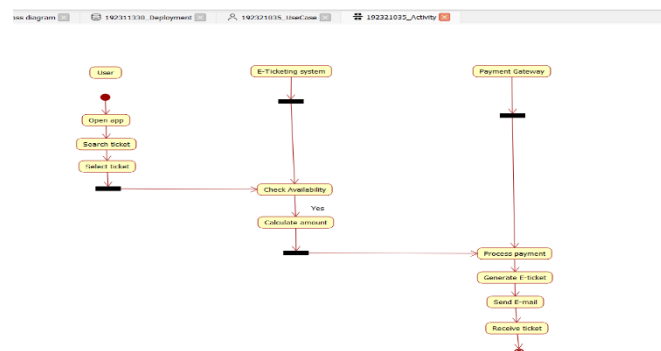 ss diagram 192311330_Deployment 192321035_UseCase 192321035_Activity
User E-Ticketing system Payment Gateway
Open app
Search ticket
Select ticket
Check Availability
Yes
Calculate amount
Process payment
Generate E-ticket
Send E-mail
Receive ticket